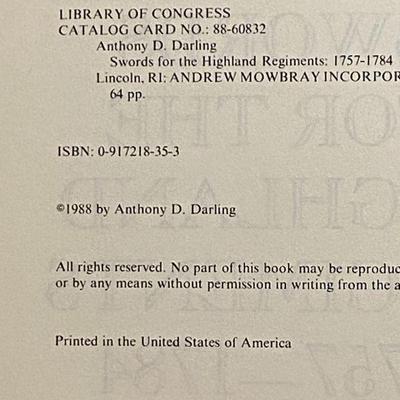 LIBRARY OF CONGRESS
CATALOG CARD NO.: 88-60832
Anthony D. Darling
Swords for the Highland Regiments: 1757-1784
Lincoln, RI: ANDREW MOWBRAY INCORPOR
64 pp.
ISBN: 0-917218-35-3
©1988 by Anthony D. Darling
All rights reserved. No part of this book may be reproduc
or by any means without permission in writing from the a
Printed in the United States of America